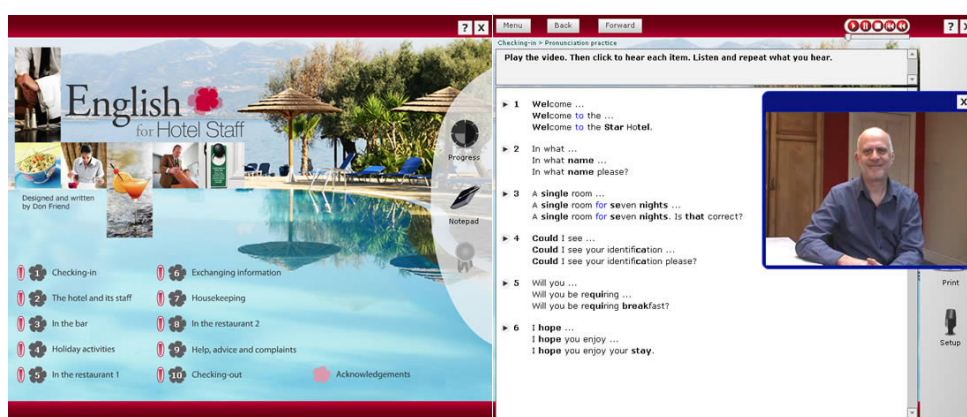 ? X
English
for Hotel Staff
Progress
Designed and written
by Don Friend
Notepad
1 Checking-in
2 The hotel and its staff
3 In the bar
4 Holiday activities
5 In the restaurant 1
6 Exchanging information
7 Housekeeping
8 In the restaurant 2
9 Help, advice and complaints
10 Checking-out
Acknowledgements
Menu Back Forward
? X
Checking-in > Pronunciation practice
Play the video. Then click to hear each item. Listen and repeat what you hear.
X
1 Welcome ...
Welcome to the ...
Welcome to the Star Hotel.
2 In what ...
In what name ...
In what name please?
3 A single room ...
A single room for seven nights ...
A single room for seven nights. Is that correct?
4 Could I see ...
Could I see your identification ...
Could I see your identification please?
5 Will you ...
Will you be requiring ...
Will you be requiring breakfast?
6 I hope ...
I hope you enjoy ...
I hope you enjoy your stay.
Print
Setup